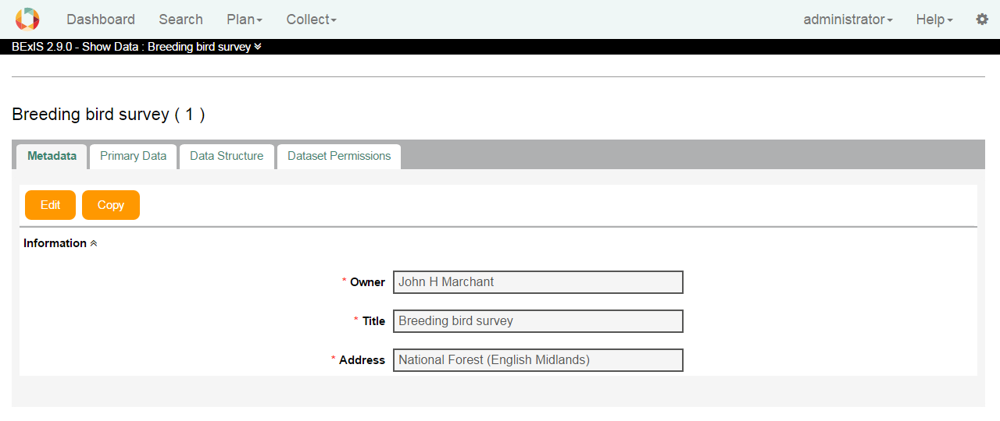 Dashboard Search Plan Collect administrator Help
BExIS 2.9.0 - Show Data : Breeding bird survey
Breeding bird survey ( 1 )
Metadata Primary Data Data Structure Dataset Permissions
Edit Copy
Information
* Owner John H Marchant
* Title Breeding bird survey
* Address National Forest (English Midlands)